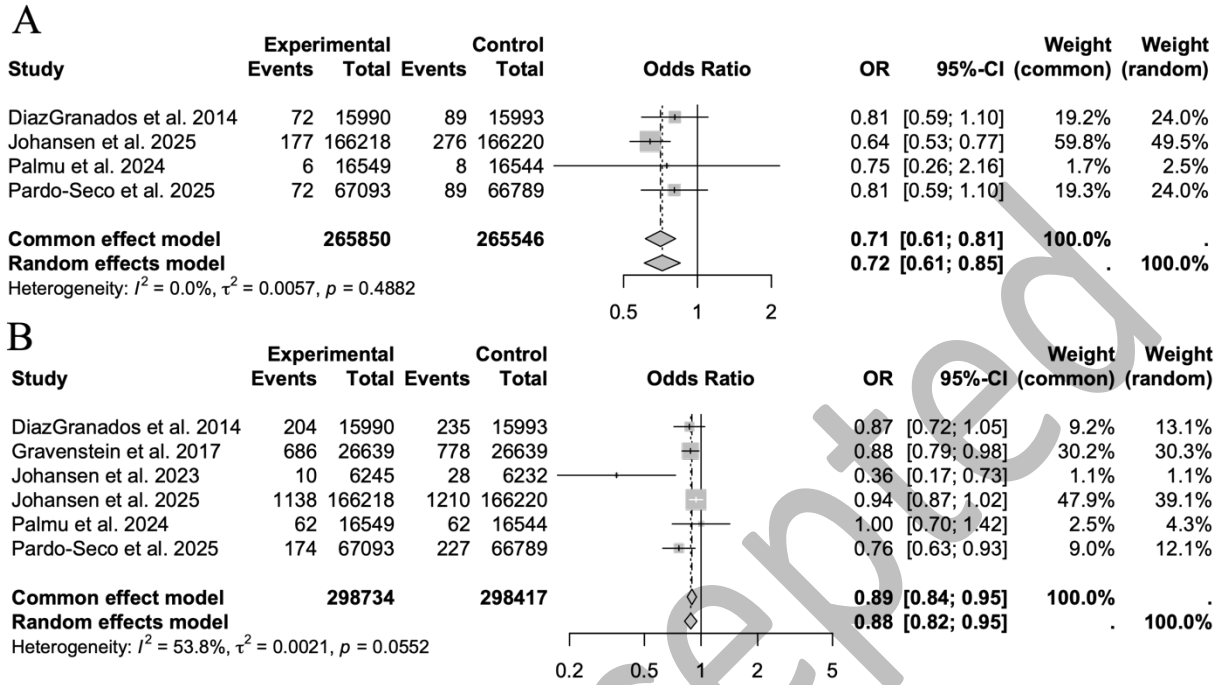 A
Experimental Control Weight Weight
Study Events Total Events Total Odds Ratio OR 95%-CI (common) (random)
DiazGranados et al. 2014 72 15990 89 15993 0.81 [0.59; 1.10] 19.2% 24.0%
Johansen et al. 2025 177 166218 276 166220 0.64 [0.53; 0.77] 59.8% 49.5%
Palmu et al. 2024 6 16549 8 16544 0.75 [0.26; 2.16] 1.7% 2.5%
Pardo-Seco et al. 2025 72 67093 89 66789 0.81 [0.59; 1.10] 19.3% 24.0%
Common effect model 265850 265546 0.71 [0.61; 0.81] 100.0% .
Random effects model 0.72 [0.61; 0.85] . 100.0%
Heterogeneity: I² = 0.0%, τ² = 0.0057, p = 0.4882
0.5 1 2
B
Experimental Control Weight Weight
Study Events Total Events Total Odds Ratio OR 95%-CI (common) (random)
DiazGranados et al. 2014 204 15990 235 15993 0.87 [0.72; 1.05] 9.2% 13.1%
Gravenstein et al. 2017 686 26639 778 26639 0.88 [0.79; 0.98] 30.2% 30.3%
Johansen et al. 2023 10 6245 28 6232 0.36 [0.17; 0.73] 1.1% 1.1%
Johansen et al. 2025 1138 166218 1210 166220 0.94 [0.87; 1.02] 47.9% 39.1%
Palmu et al. 2024 62 16549 62 16544 1.00 [0.70; 1.42] 2.5% 4.3%
Pardo-Seco et al. 2025 174 67093 227 66789 0.76 [0.63; 0.93] 9.0% 12.1%
Common effect model 298734 298417 0.89 [0.84; 0.95] 100.0% .
Random effects model 0.88 [0.82; 0.95] . 100.0%
Heterogeneity: I² = 53.8%, τ² = 0.0021, p = 0.0552
0.2 0.5 1 2 5